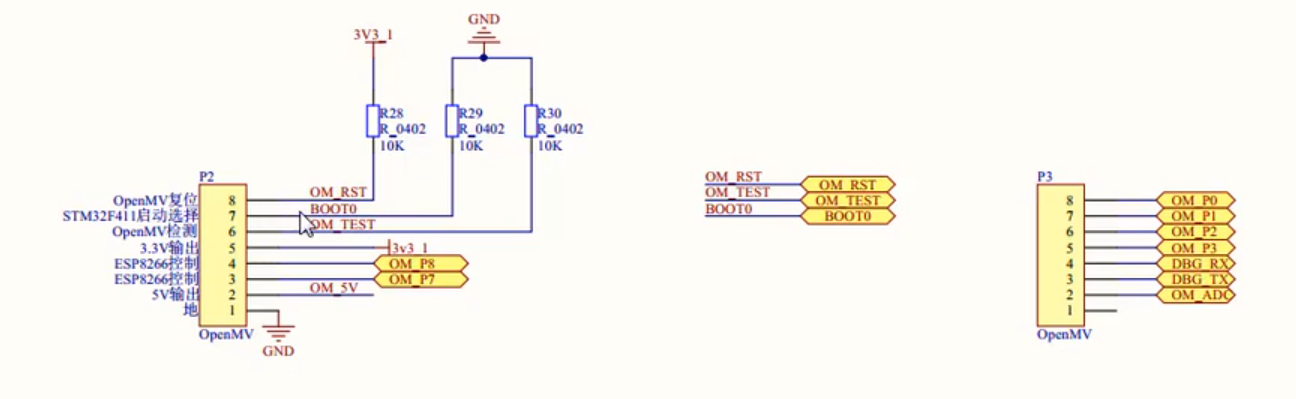 GND
3V3_1
R28
R_0402
10K
R29
R_0402
10K
R30
R_0402
10K
P2
OpenMV复位 8 OM_RST
STM32F411启动选择 7 BOOT0
OpenMV检测 6 OM_TEST
3.3V输出 5 3v3_1
ESP8266控制 4 OM_P8
ESP8266控制 3 OM_P7
5V输出 2 OM_5V
地 1
OpenMV
GND
OM_RST OM_RST
OM_TEST OM_TEST
BOOT0 BOOT0
P3
8 OM_P0
7 OM_P1
6 OM_P2
5 OM_P3
4 DBG_RX
3 DBG_TX
2 OM_ADC
1
OpenMV